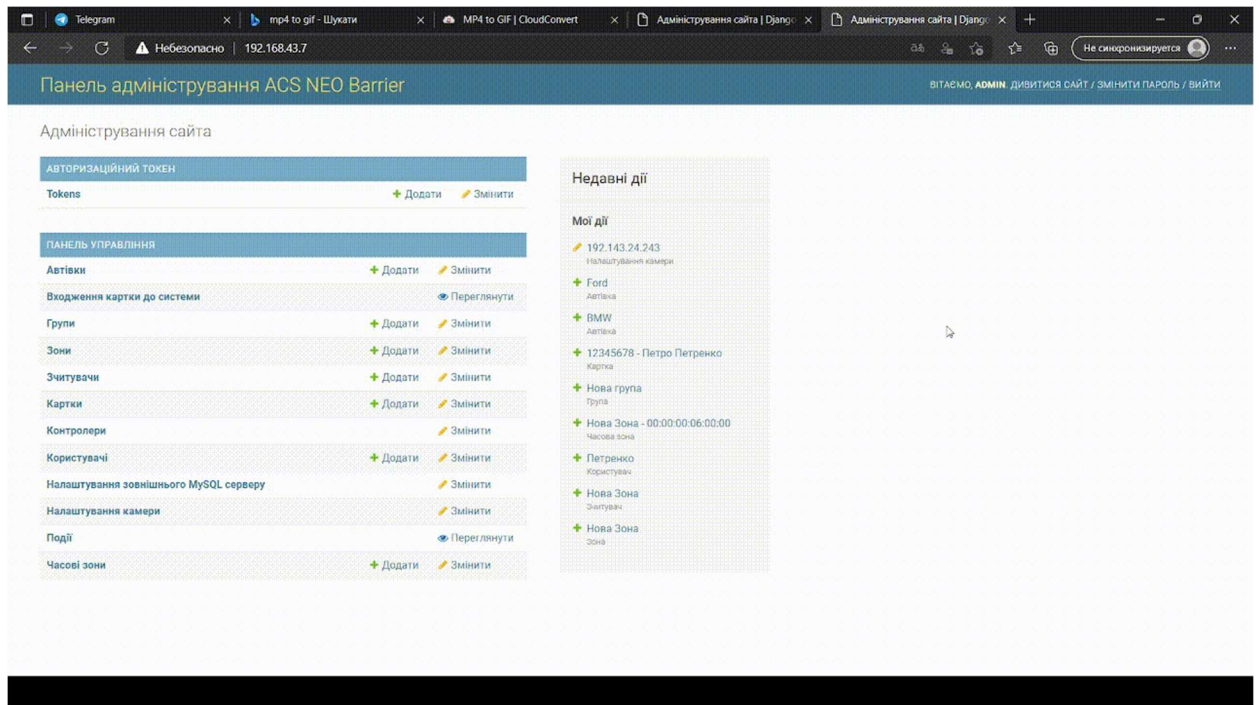 Telegram
mp4 to gif - Шукати
MP4 to GIF | CloudConvert
Адміністрування сайта | Django
Адміністрування сайта | Django
Небезопасно | 192.168.43.7
Не синхронизируется
Панель адміністрування ACS NEO Barrier
ВІТАЄМО, ADMIN. ДИВИТИСЯ САЙТ / ЗМІНИТИ ПАРОЛЬ / ВИЙТИ
Адміністрування сайта
АВТОРИЗАЦІЙНИЙ ТОКЕН
Tokens Додати Змінити
ПАНЕЛЬ УПРАВЛІННЯ
Автівки Додати Змінити
Входження картки до системи Переглянути
Групи Додати Змінити
Зони Додати Змінити
Зчитувачи Додати Змінити
Картки Додати Змінити
Контролери Змінити
Користувачі Додати Змінити
Налаштування зовнішнього MySQL серверу Змінити
Налаштування камери Змінити
Події Переглянути
Часові зони Додати Змінити
Недавні дії
Мої дії
192.143.24.243
Налаштування камери
Ford
Автівка
BMW
Автівка
12345678 - Петро Петренко
Картка
Нова група
Група
Нова Зона - 00:00:00:06:00:00
Часова зона
Петренко
Користувач
Нова Зона
Зчитувач
Нова Зона
Зона